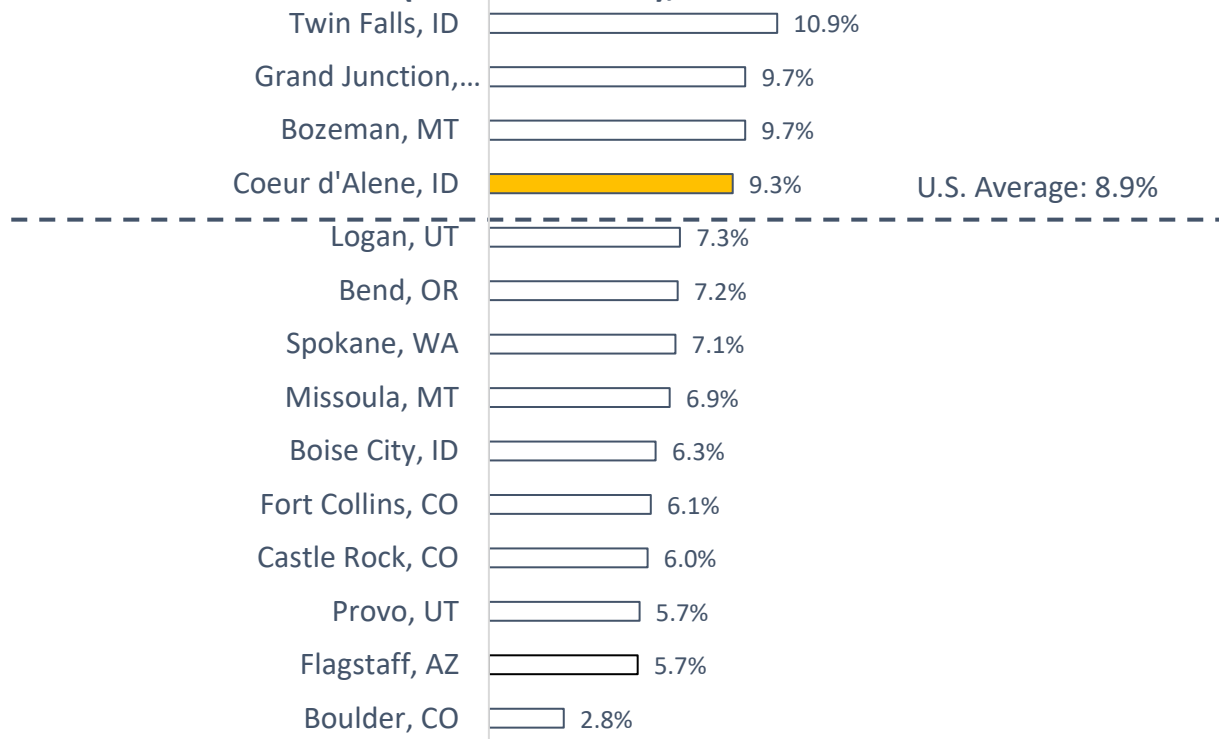 Twin Falls, ID 10.9%
Grand Junction,... 9.7%
Bozeman, MT 9.7%
Coeur d'Alene, ID 9.3% U.S. Average: 8.9%
Logan, UT 7.3%
Bend, OR 7.2%
Spokane, WA 7.1%
Missoula, MT 6.9%
Boise City, ID 6.3%
Fort Collins, CO 6.1%
Castle Rock, CO 6.0%
Provo, UT 5.7%
Flagstaff, AZ 5.7%
Boulder, CO 2.8%